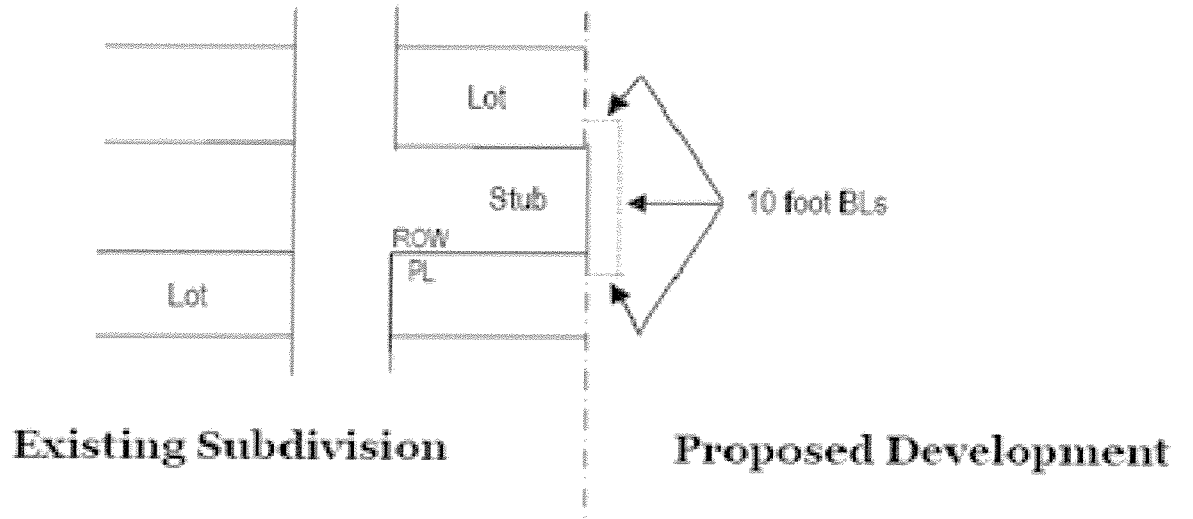 Lot
Stub
10 foot BLs
ROW
PL
Lot
Existing Subdivision
Proposed Development